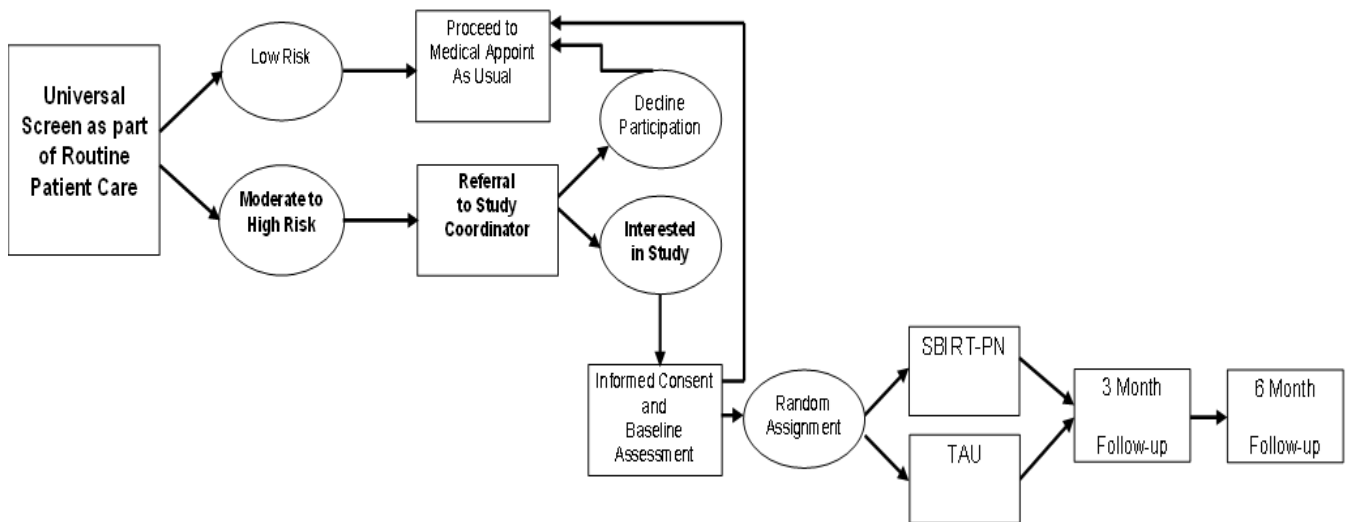 Universal
Screen as part
of Routine
Patient Care
Low Risk
Proceed to
Medical Appoint
As Usual
Decline
Participation
Moderate to
High Risk
Referral
to Study
Coordinator
Interested
in Study
Informed Consent
and
Baseline
Assessment
Random
Assignment
SBIRT-PN
TAU
3 Month
Follow-up
6 Month
Follow-up